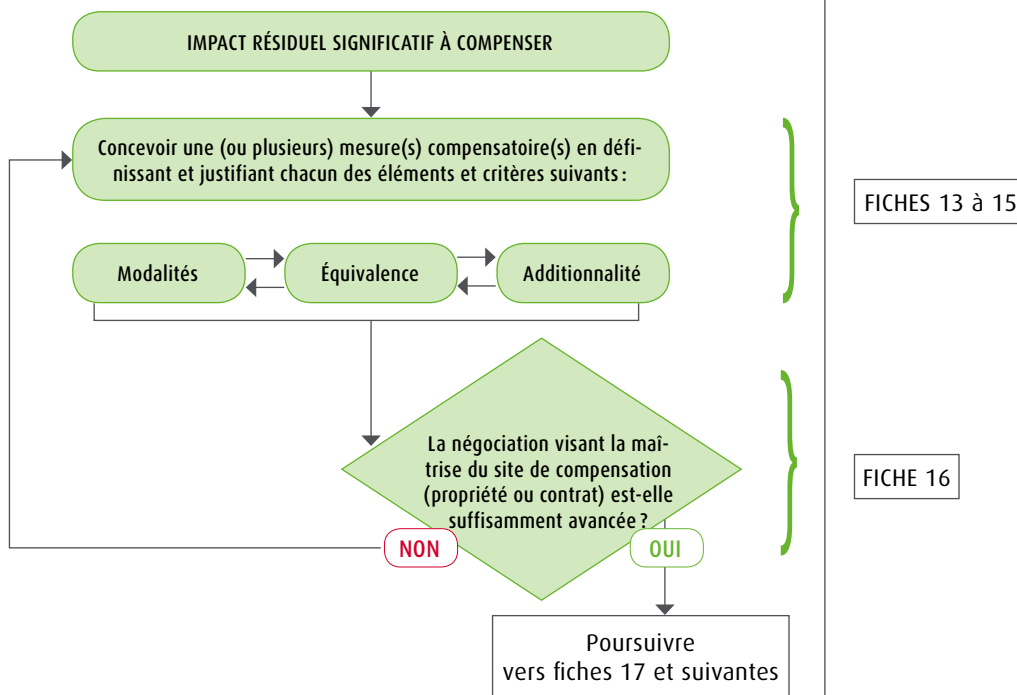 IMPACT RÉSIDUEL SIGNIFICATIF À COMPENSER
Concevoir une (ou plusieurs) mesure(s) compensatoire(s) en défi-
nissant et justifiant chacun des éléments et critères suivants :
FICHES 13 à 15
Modalités
Équivalence
Additionnalité
La négociation visant la maî-
trise du site de compensation
(propriété ou contrat) est-elle
suffisamment avancée ?
FICHE 16
NON
OUI
Poursuivre
vers fiches 17 et suivantes